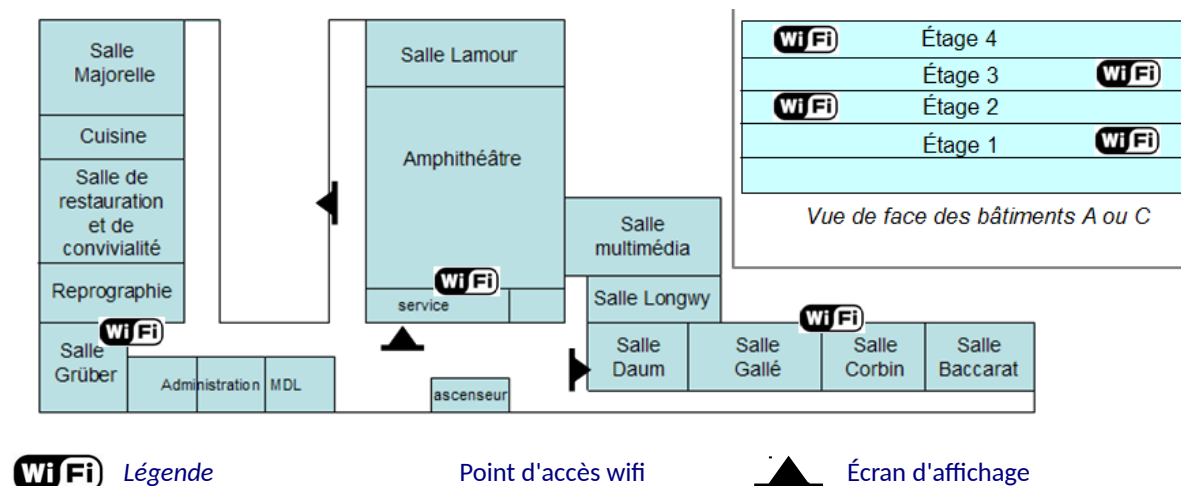 Salle
Majorelle
Cuisine
Salle de
restauration
et de
convivialité
Reprographie
WiFi
Salle
Grüber
Administration
MDL
Salle Lamour
Amphithéâtre
WiFi
service
ascenseur
Salle
multimédia
Salle Longwy
WiFi
Salle
Daum
Salle
Gallé
Salle
Corbin
Salle
Baccarat
WiFi Étage 4
Étage 3 WiFi
WiFi Étage 2
Étage 1 WiFi
Vue de face des bâtiments A ou C
WiFi Légende Point d'accès wifi Écran d'affichage